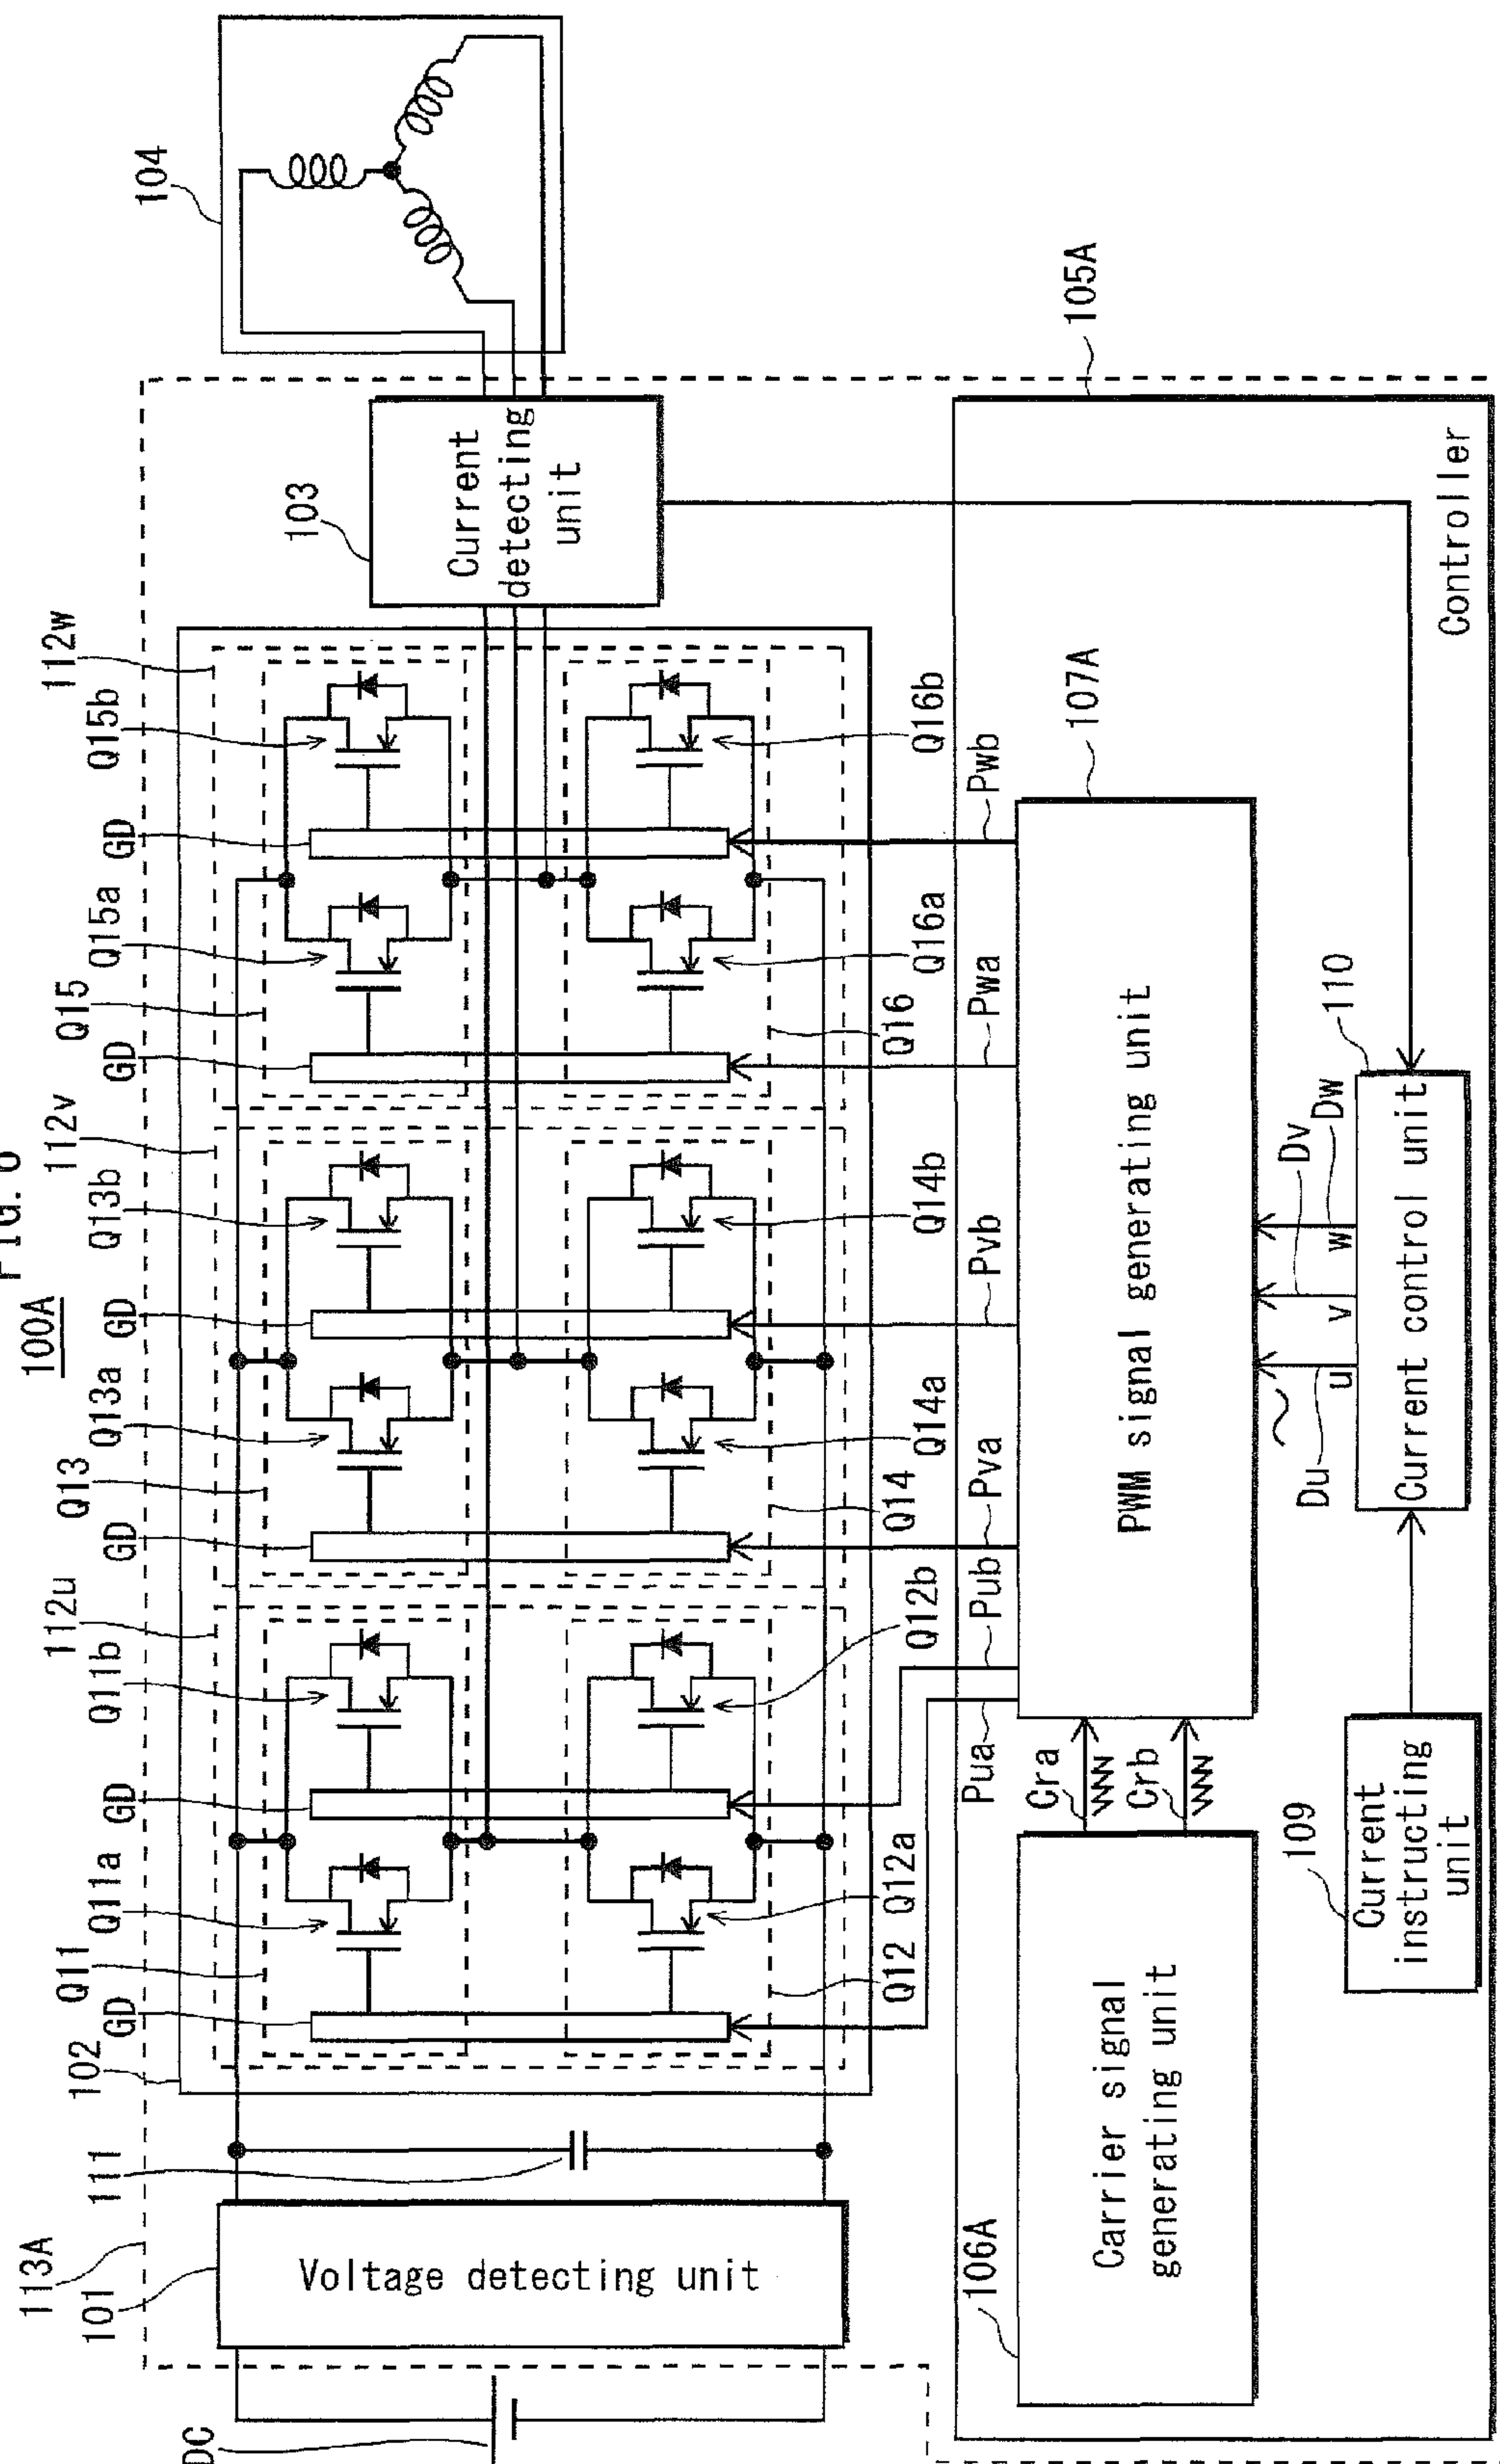 FIG. 6
100A
113A
101
111
102
GD
Q11
Q11a
GD
Q11b
112u
GD
Q13
Q13a
GD
Q13b
112v
GD
Q15
Q15a
GD
Q15b
112w
103
104
DC
Voltage detecting unit
Current
detecting
unit
Q12
Q12a
Q12b
Q14
Q14a
Q14b
Q16
Q16a
Q16b
Pua
Pub
Pva
Pvb
Pwa
Pwb
105A
106A
Carrier signal
generating unit
Cra
Crb
PWM signal generating unit
107A
Du
u
Dv
v
Dw
w
109
Current
instructing
unit
Current control unit
110
Controller